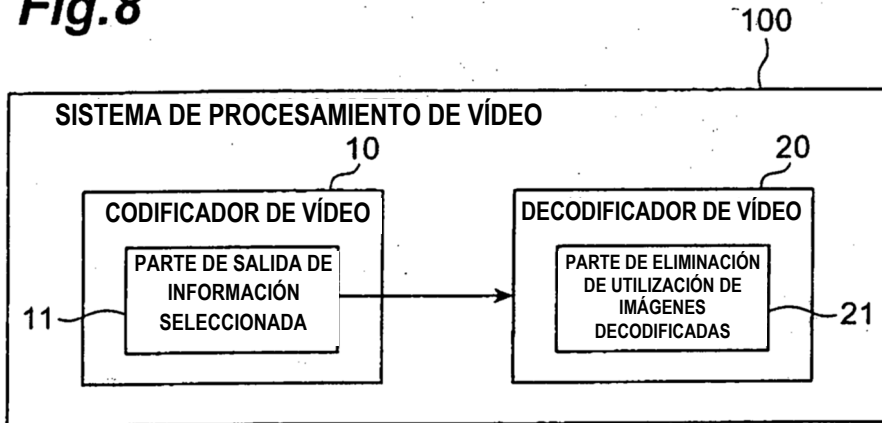 Fig.8
100
SISTEMA DE PROCESAMIENTO DE VÍDEO
10
20
CODIFICADOR DE VÍDEO
DECODIFICADOR DE VÍDEO
PARTE DE SALIDA DE
INFORMACIÓN
SELECCIONADA
PARTE DE ELIMINACIÓN
DE UTILIZACIÓN DE
IMÁGENES
DECODIFICADAS
11
21